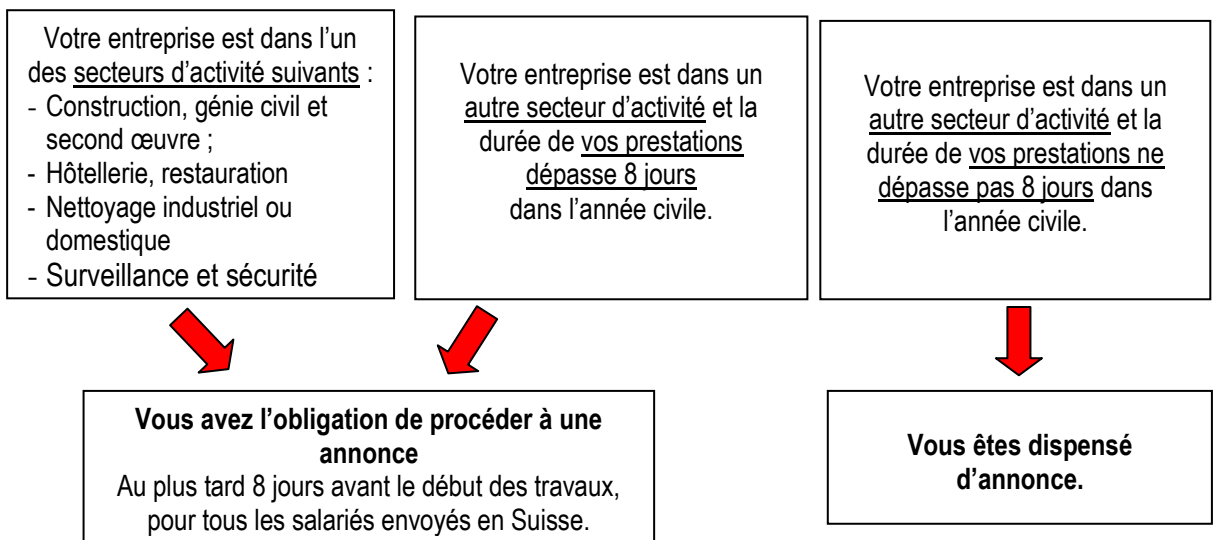 Votre entreprise est dans l'un
des secteurs d'activité suivants :
- Construction, génie civil et
second œuvre ;
- Hôtellerie, restauration
- Nettoyage industriel ou
domestique
- Surveillance et sécurité
Votre entreprise est dans un
autre secteur d'activité et la
durée de vos prestations
dépasse 8 jours
dans l'année civile.
Votre entreprise est dans un
autre secteur d'activité et la
durée de vos prestations ne
dépasse pas 8 jours dans
l'année civile.
Vous avez l'obligation de procéder à une
annonce
Au plus tard 8 jours avant le début des travaux,
pour tous les salariés envoyés en Suisse.
Vous êtes dispensé
d'annonce.